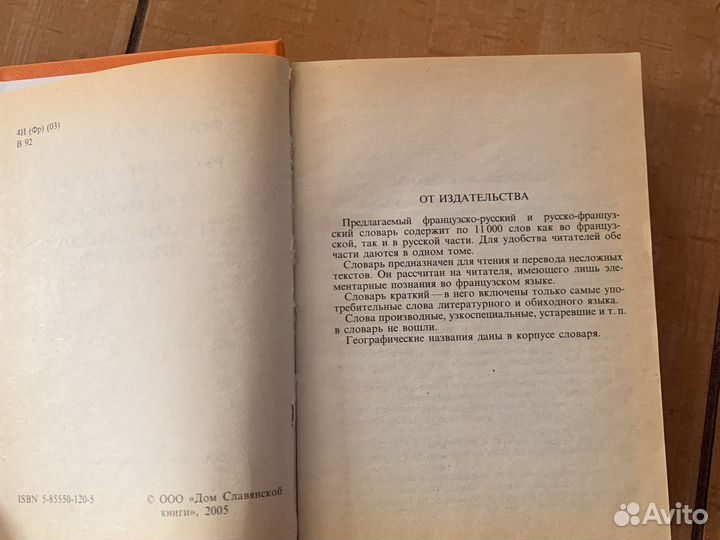 4И (Фр) (03)
В 92
ISBN 5-85550-120-5
© ООО «Дом Славянской
книги», 2005
ОТ ИЗДАТЕЛЬСТВА
Предлагаемый французско-русский и русско-француз-
ский словарь содержит по 11 000 слов как во француз-
ской, так и в русской части. Для удобства читателей обе
части даются в одном томе.
Словарь предназначен для чтения и перевода несложных
текстов. Он рассчитан на читателя, имеющего лишь эле-
ментарные познания во французском языке.
Словарь краткий — в него включены только самые упо-
требительные слова литературного и обиходного языка.
Слова производные, узкоспециальные, устаревшие и т. п.
в словарь не вошли.
Географические названия даны в корпусе словаря.
Avito